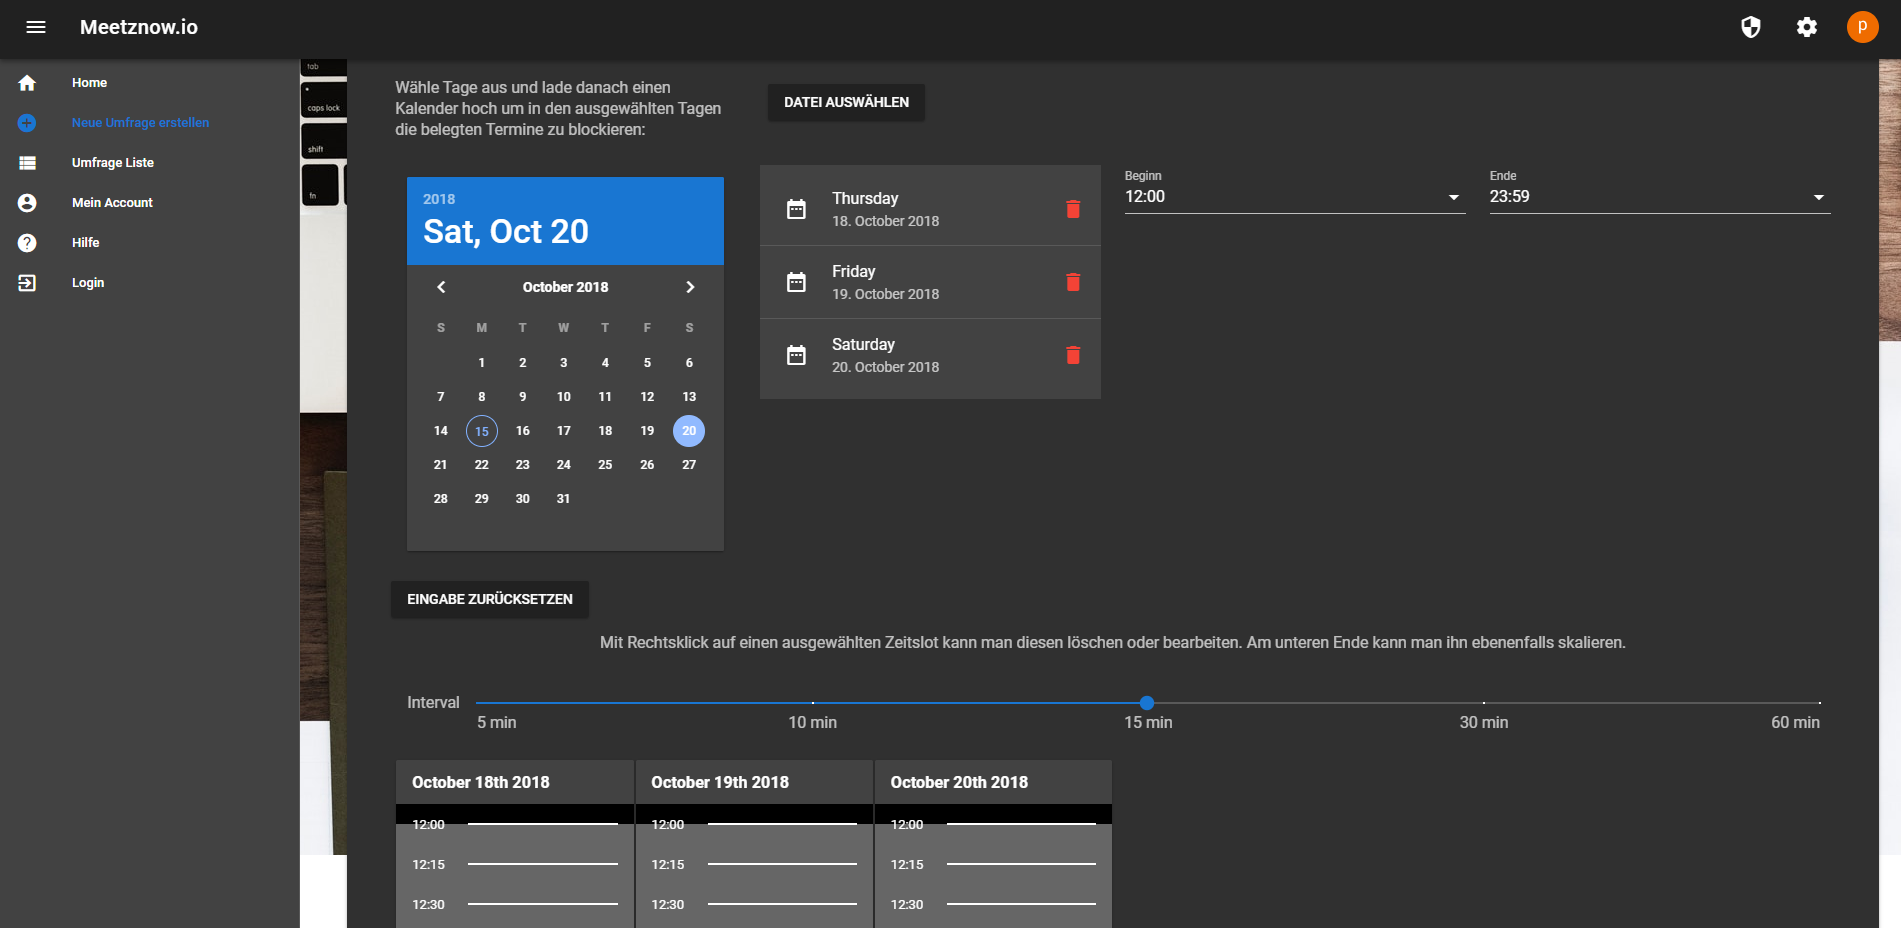 Meetznow.io
p
Home
Neue Umfrage erstellen
Umfrage Liste
Mein Account
Hilfe
Login
tab
caps lock
shift
fn
Wähle Tage aus und lade danach einen
Kalender hoch um in den ausgewählten Tagen
die belegten Termine zu blockieren:
DATEI AUSWÄHLEN
2018
Sat, Oct 20
October 2018
S M T W T F S
1 2 3 4 5 6
7 8 9 10 11 12 13
14 15 16 17 18 19 20
21 22 23 24 25 26 27
28 29 30 31
Thursday
18. October 2018
Friday
19. October 2018
Saturday
20. October 2018
Beginn
12:00
Ende
23:59
EINGABE ZURÜCKSETZEN
Mit Rechtsklick auf einen ausgewählten Zeitslot kann man diesen löschen oder bearbeiten. Am unteren Ende kann man ihn ebenenfalls skalieren.
Interval
5 min 10 min 15 min 30 min 60 min
October 18th 2018 October 19th 2018 October 20th 2018
12:00 12:00 12:00
12:15 12:15 12:15
12:30 12:30 12:30